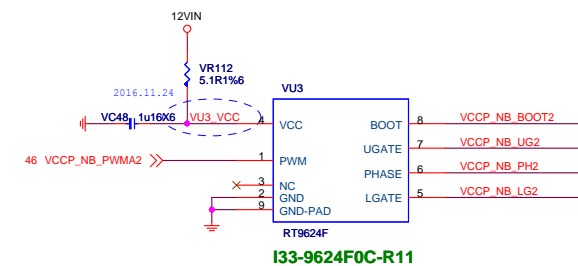 12VIN
VR112
5.1R1%6
2016.11.24
VU3
VC48 1u16X6 VU3_VCC
4 VCC BOOT 8 VCCP_NB_BOOT2
UGATE 7 VCCP_NB_UG2
46 VCCP_NB_PWMA2 1 PWM
PHASE 6 VCCP_NB_PH2
3 NC
2 GND LGATE 5 VCCP_NB_LG2
9 GND-PAD
RT9624F
I33-9624F0C-R11